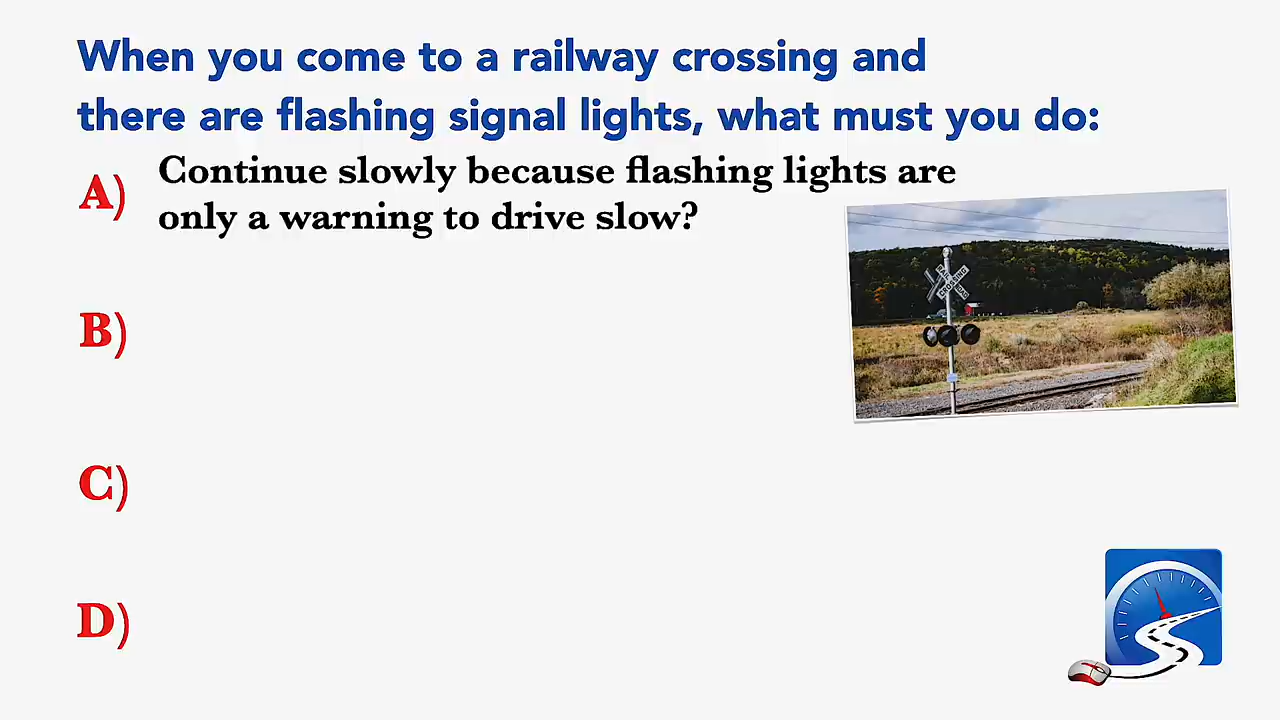 When you come to a railway crossing and
there are flashing signal lights, what must you do:
A) Continue slowly because flashing lights are
only a warning to drive slow?
B)
C)
D)